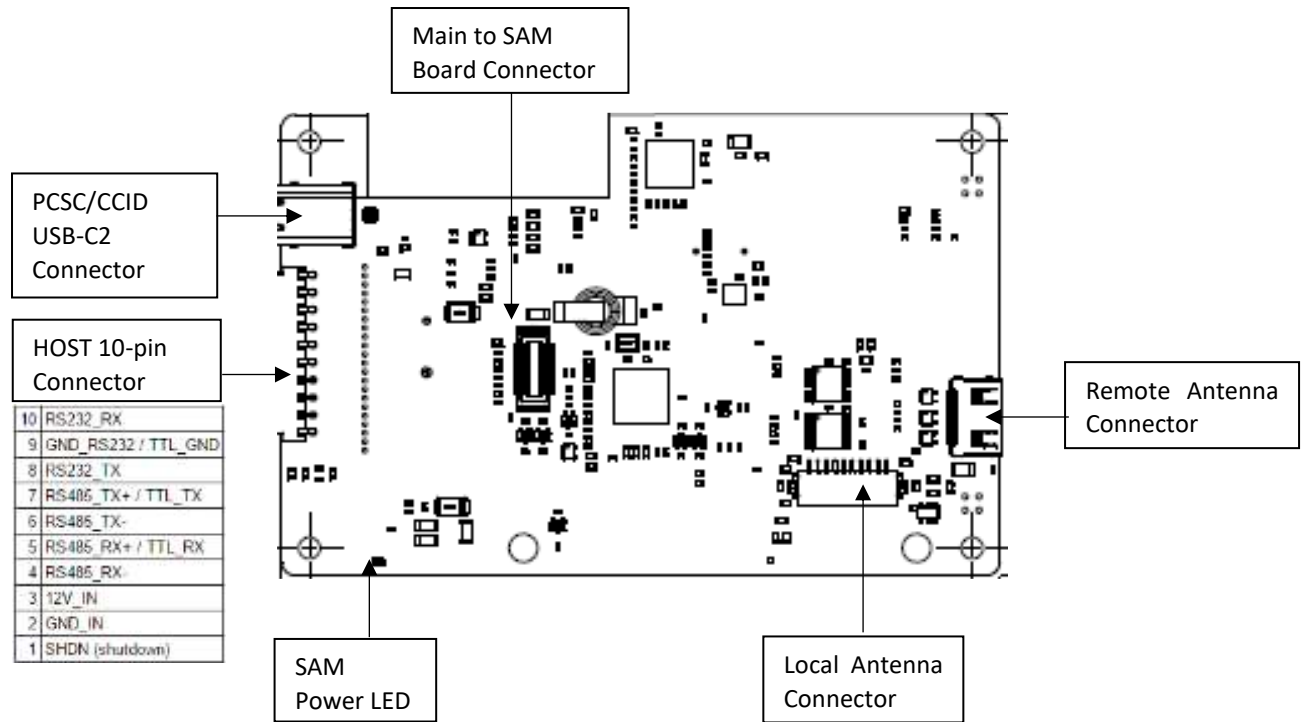 Main to SAM
Board Connector
PCSC/CCID
USB-C2
Connector
HOST 10-pin
Connector
10 RS232_RX
9 GND_RS232 / TTL_GND
8 RS232_TX
7 RS485_TX+ / TTL_TX
6 RS485_TX-
5 RS485_RX+ / TTL_RX
4 RS485_RX-
3 12V_IN
2 GND_IN
1 SHDN (shutdown)
Remote Antenna
Connector
SAM
Power LED
Local Antenna
Connector